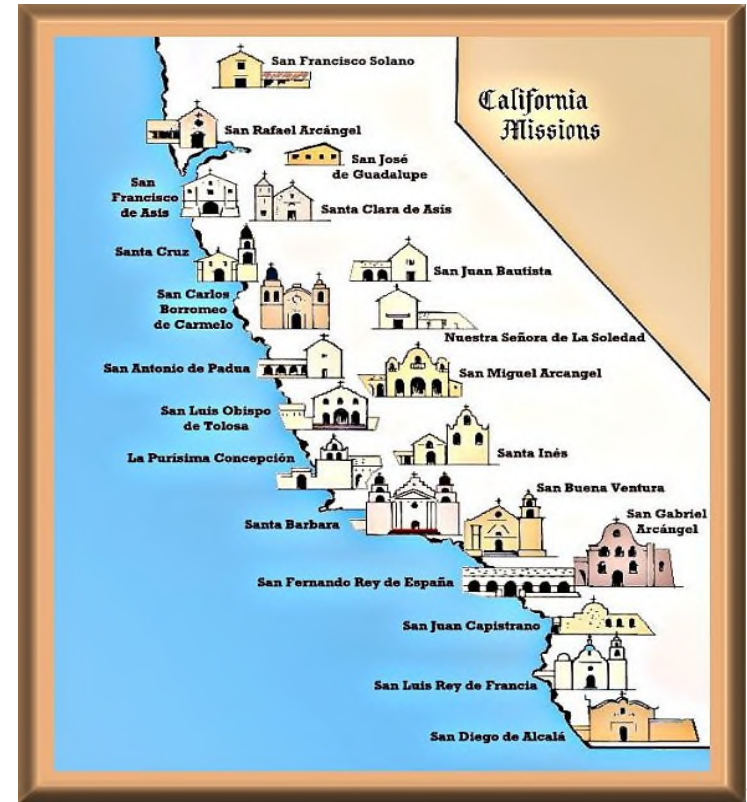 San Francisco Solano
California
Missions
San Rafael Arcángel
San José
de Guadalupe
San
Francisco
de Asis
Santa Clara de Asís
Santa Cruz
San Juan Bautista
San Carlos
Borromeo
de Carmelo
Nuestra Señora de La Soledad
San Antonio de Padua
San Miguel Arcangel
San Luis Obispo
de Tolosa
La Purísima Concepción
Santa Inés
San Buena Ventura
San Gabriel
Arcángel
Santa Barbara
San Fernando Rey de España
San Juan Capistrano
San Luis Rey de Francia
San Diego de Alcalá